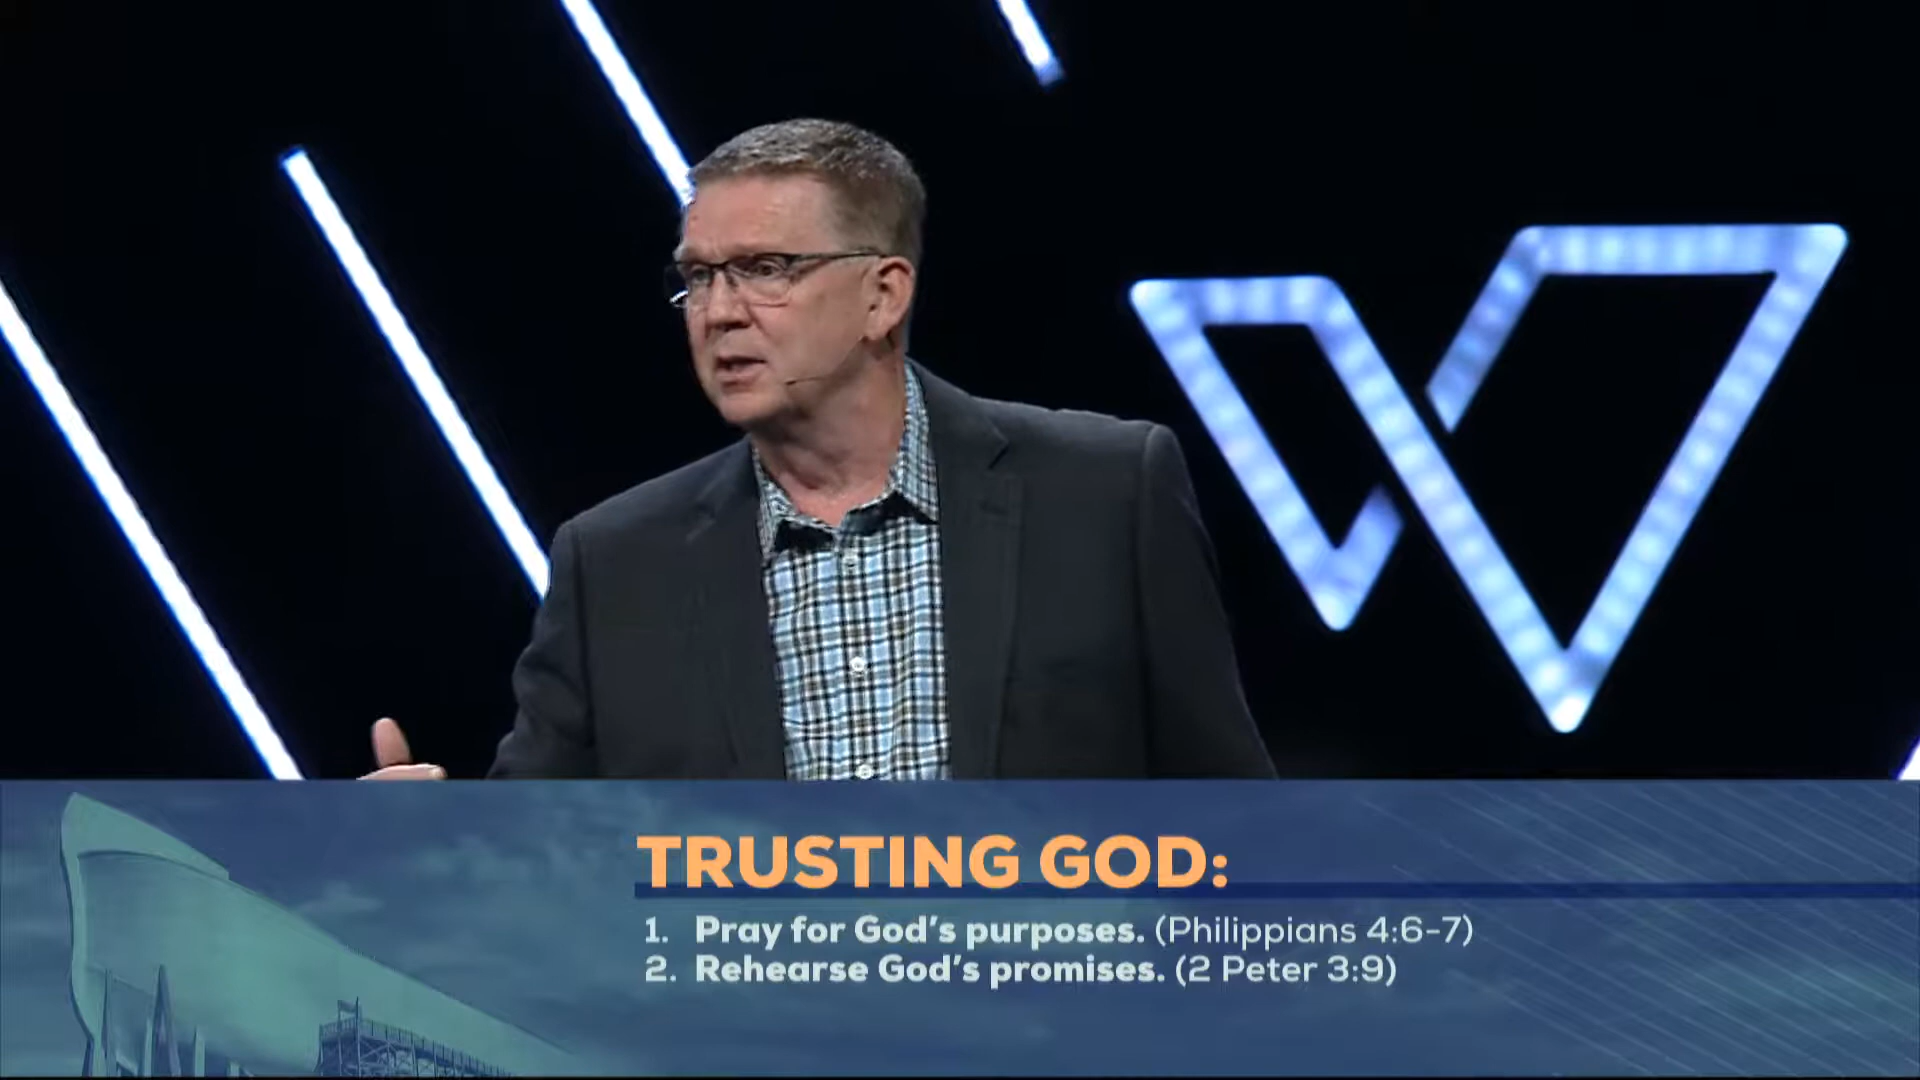 TRUSTING GOD:
1. Pray for God's purposes. (Philippians 4:6-7)
2. Rehearse God's promises. (2 Peter 3:9)